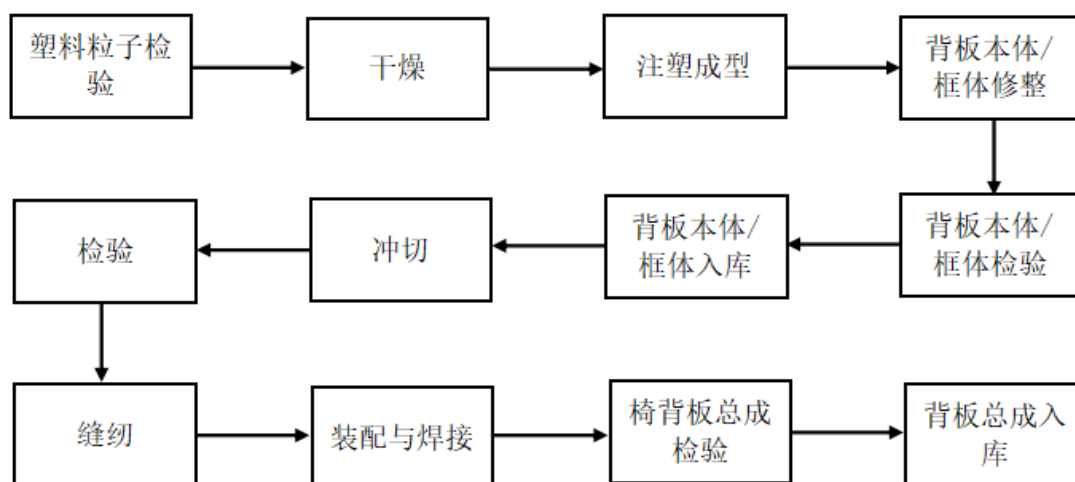 塑料粒子检
验
干燥
注塑成型
背板本体/
框体修整
背板本体/
框体检验
背板本体/
框体入库
冲切
检验
缝纫
装配与焊接
椅背板总成
检验
背板总成入
库